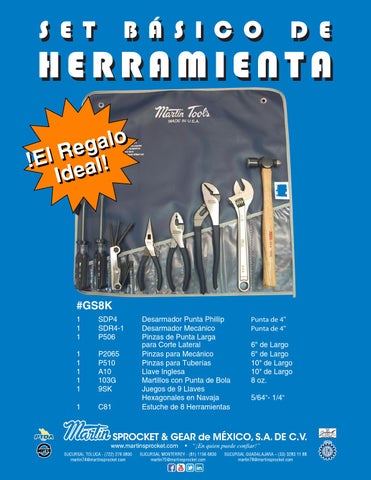 SET BÁSICO DE
HERRAMIENTA
¡El Regalo
Ideal!
Martin Tools
MADE IN U.S.A.
#GS8K
1 SDP4 Desarmador Punta Phillip Punta de 4"
1 SDR4-1 Desarmador Mecánico Punta de 4"
1 P506 Pinzas de Punta Larga
para Corte Lateral 6" de Largo
1 P2065 Pinzas para Mecánico 6" de Largo
1 P510 Pinzas para Tuberías 10" de Largo
1 A10 Llave Inglesa 10" de Largo
1 103G Martillos con Punta de Bola 8 oz.
1 9SK Juegos de 9 Llaves
Hexagonales en Navaja 5/64"- 1/4"
1 C81 Estuche de 8 Herramientas
Martin SPROCKET & GEAR de MÉXICO, S.A. DE C.V.
www.martinsprocket.com • "¿En quien puede confiar?"